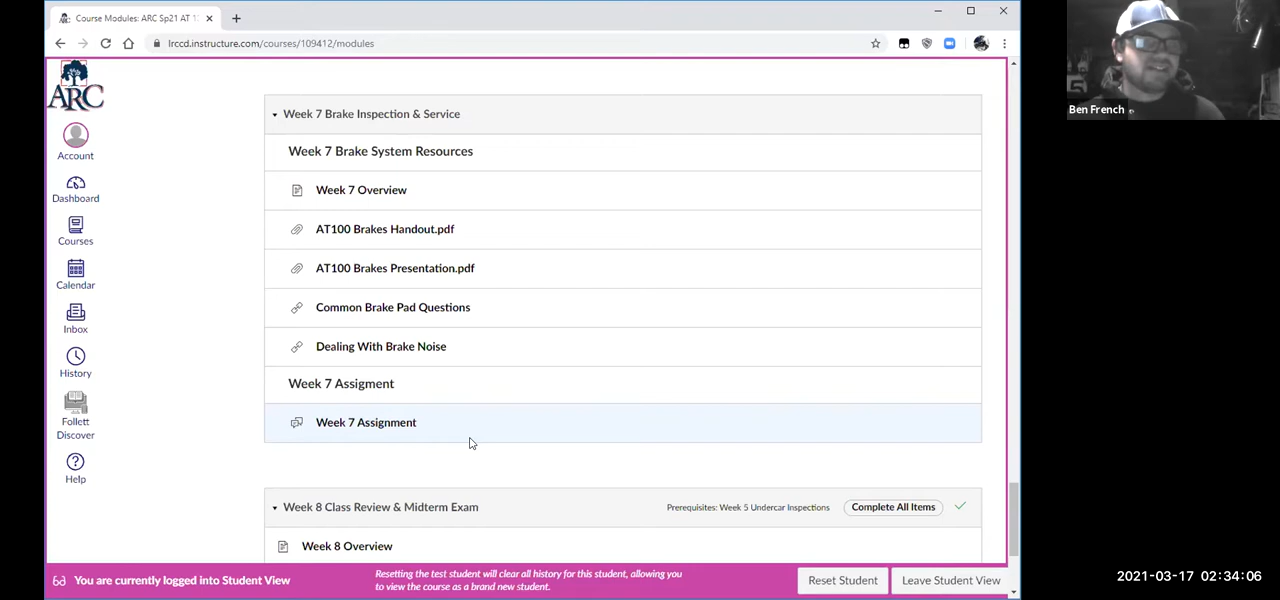 Course Modules: ARC Sp21 AT 1
lrccd.instructure.com/courses/109412/modules
ARC
Account
Dashboard
Courses
Calendar
Inbox
History
Follett
Discover
Help
Week 7 Brake Inspection & Service
Week 7 Brake System Resources
Week 7 Overview
AT100 Brakes Handout.pdf
AT100 Brakes Presentation.pdf
Common Brake Pad Questions
Dealing With Brake Noise
Week 7 Assigment
Week 7 Assignment
Week 8 Class Review & Midterm Exam
Prerequisites: Week 5 Undercar Inspections
Complete All Items
Week 8 Overview
You are currently logged into Student View
Resetting the test student will clear all history for this student, allowing you
to view the course as a brand new student.
Reset Student
Leave Student View
Ben French
2021-03-17 02:34:06